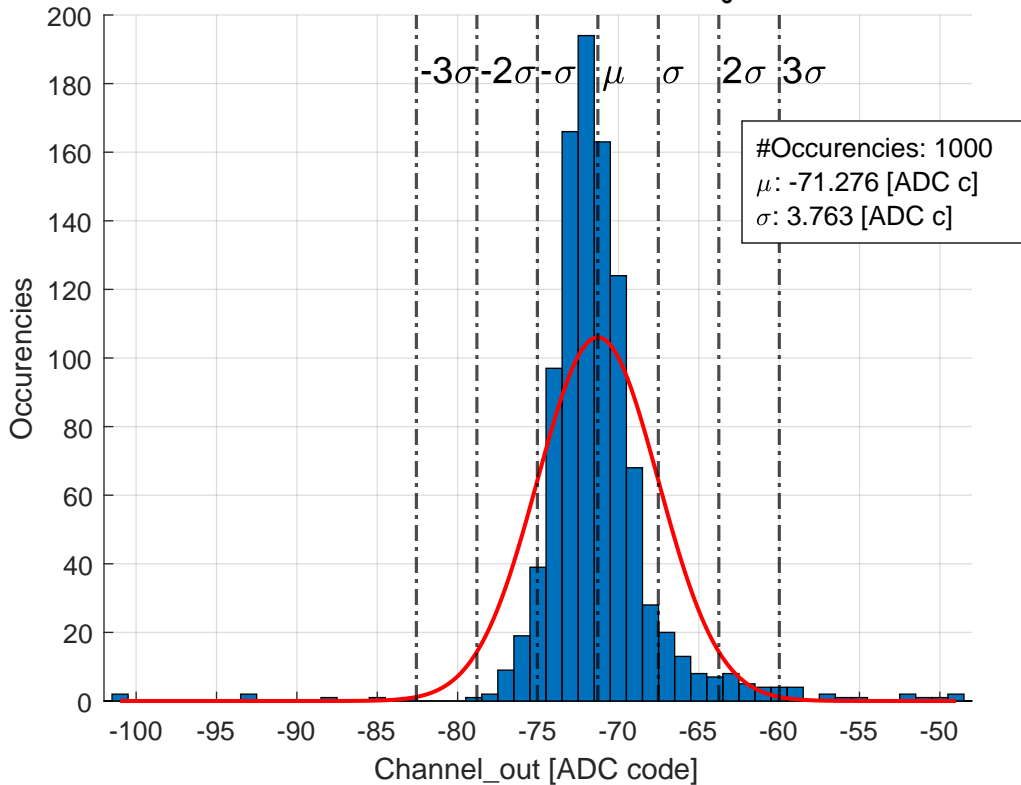 200
180
160
140
120
100
80
60
40
20
0
Occurencies
-3σ -2σ -σ μ σ 2σ 3σ
#Occurencies: 1000
μ: -71.276 [ADC c]
σ: 3.763 [ADC c]
-100 -95 -90 -85 -80 -75 -70 -65 -60 -55 -50
Channel_out [ADC code]